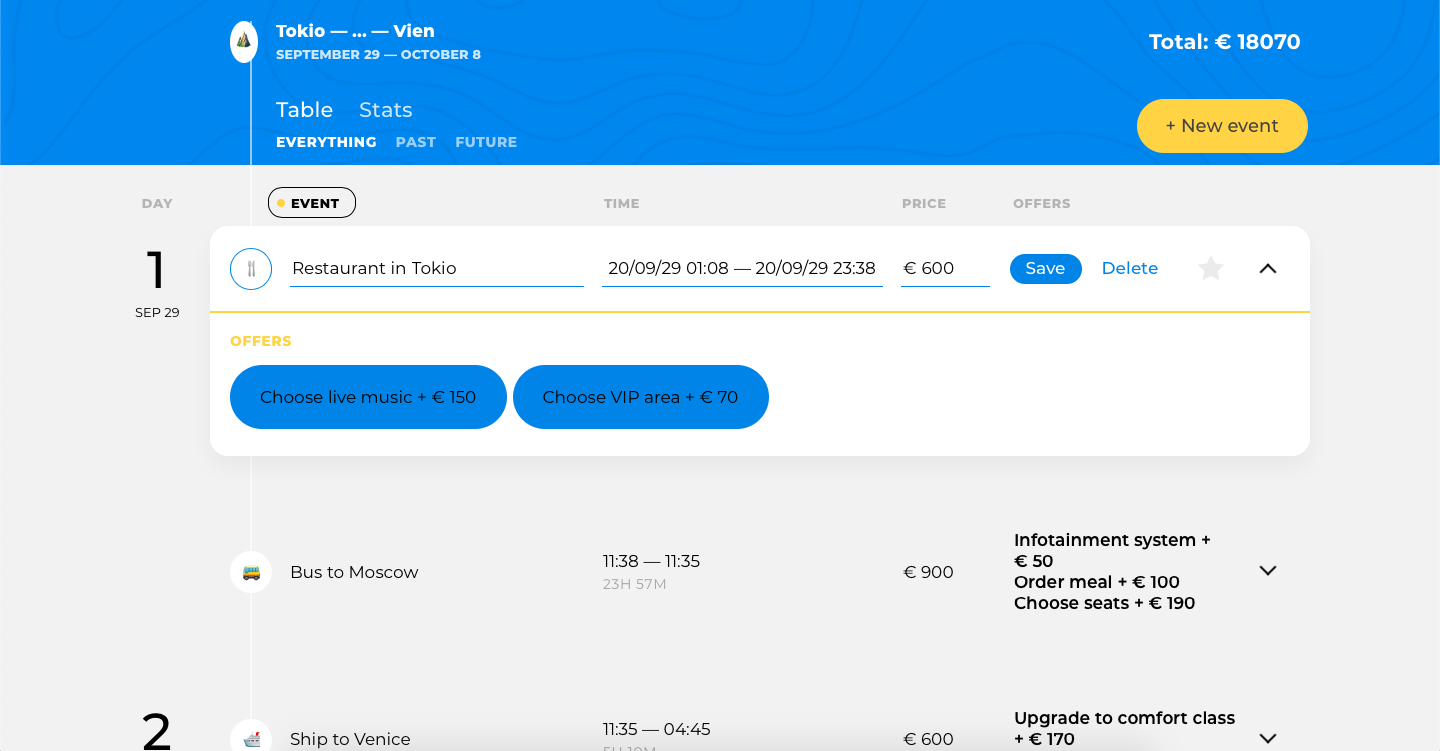 Tokio — ... — Vien
SEPTEMBER 29 — OCTOBER 8
Total: € 18070
Table Stats
EVERYTHING PAST FUTURE
+ New event
DAY EVENT TIME PRICE OFFERS
1
SEP 29
Restaurant in Tokio 20/09/29 01:08 — 20/09/29 23:38 € 600 Save Delete
OFFERS
Choose live music + € 150 Choose VIP area + € 70
Bus to Moscow
11:38 — 11:35
23H 57M
€ 900
Infotainment system +
€ 50
Order meal + € 100
Choose seats + € 190
2
Ship to Venice
11:35 — 04:45
5H 10M
€ 600
Upgrade to comfort class
+ € 170